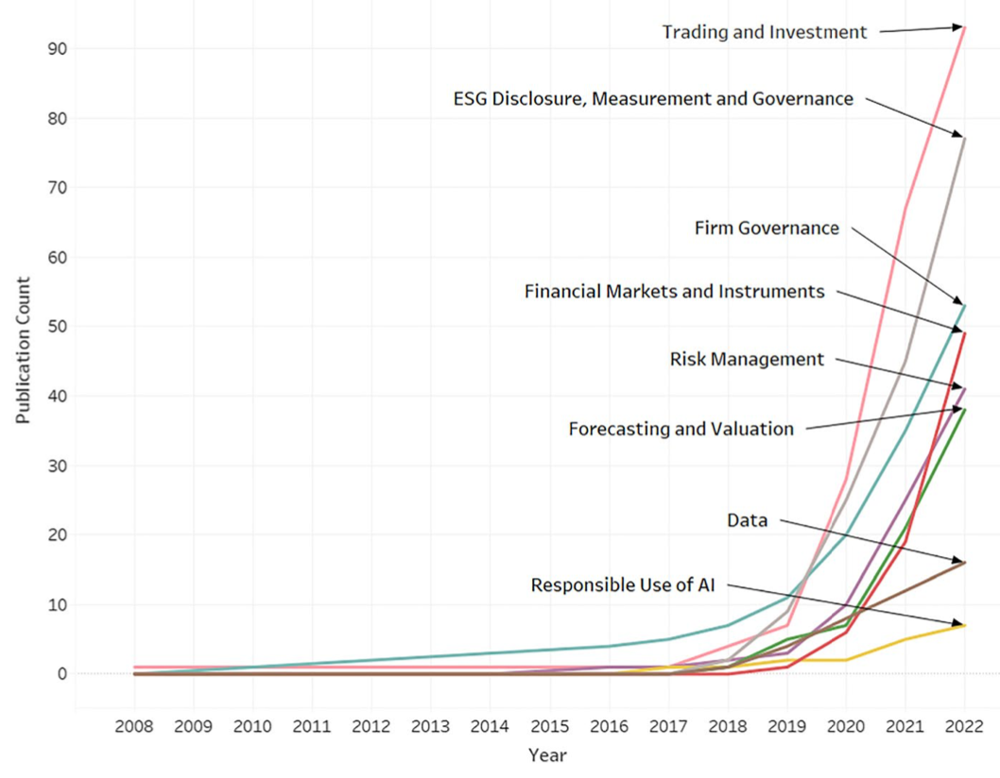 Trading and Investment
90
ESG Disclosure, Measurement and Governance
80
70
Firm Governance
60
Financial Markets and Instruments
50
Risk Management
40
Forecasting and Valuation
30
Data
20
Responsible Use of AI
10
0
Publication Count
2008 2009 2010 2011 2012 2013 2014 2015 2016 2017 2018 2019 2020 2021 2022
Year